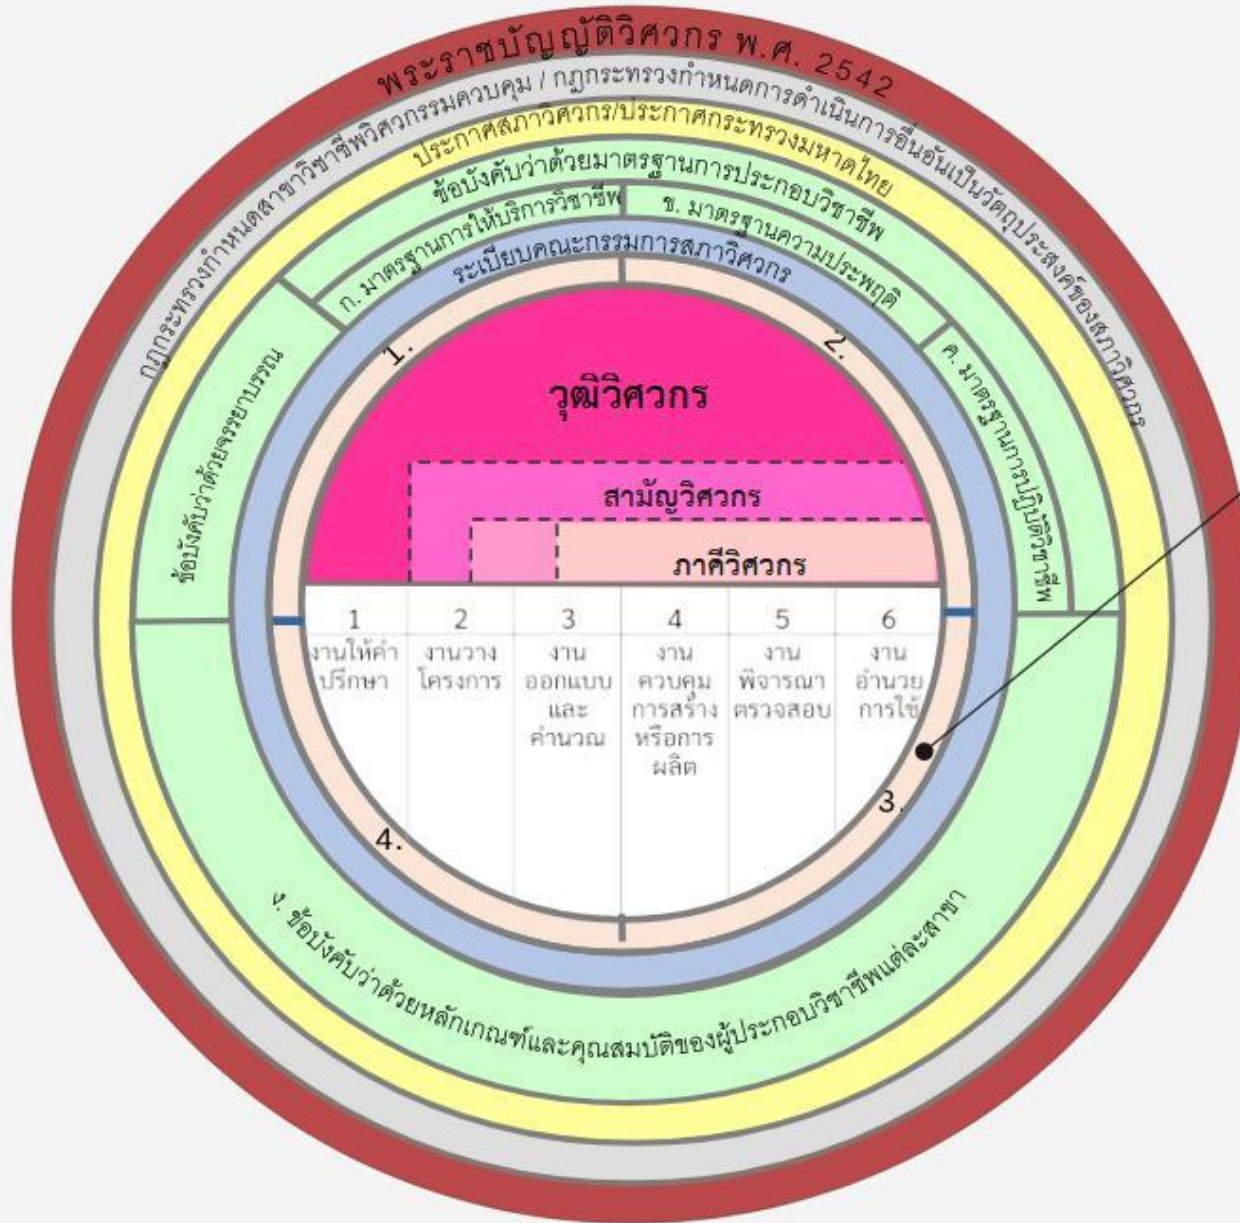 พระราชบัญญัติวิศวกร พ.ศ. 2542
กฎกระทรวงกำหนดสาขาวิชาชีพวิศวกรรมควบคุม / กฎกระทรวงกำหนดการดำเนินการอื่นอันเป็นวัตถุประสงค์ของสภาวิศวกร
ประกาศสภาวิศวกร/ประกาศกระทรวงมหาดไทย
ข้อบังคับว่าด้วยมาตรฐานการประกอบวิชาชีพ
ก. มาตรฐานการให้บริการวิชาชีพ
ข. มาตรฐานความประพฤติ
ค. มาตรฐานการปฏิบัติวิชาชีพ
ข้อบังคับว่าด้วยจรรยาบรรณ
ระเบียบคณะกรรมการสภาวิศวกร
1.
2.
วุฒิวิศวกร
สามัญวิศวกร
ภาคีวิศวกร
1
งานให้คำ
ปรึกษา
2
งานวาง
โครงการ
3
งาน
ออกแบบ
และ
คำนวณ
4
งาน
ควบคุม
การสร้าง
หรือการ
ผลิต
5
งาน
พิจารณา
ตรวจสอบ
6
งาน
อำนวย
การใช้
3.
4.
ง. ข้อบังคับว่าด้วยหลักเกณฑ์และคุณสมบัติของผู้ประกอบวิชาชีพแต่ละสาขา